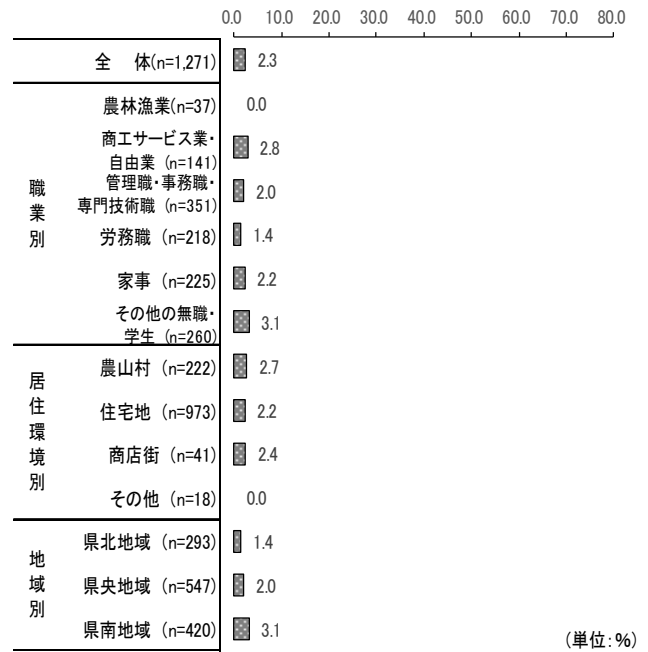 0.0 10.0 20.0 30.0 40.0 50.0 60.0 70.0 80.0
全 体(n=1,271) 2.3
職業別
農林漁業(n=37) 0.0
商工サービス業・
自由業 (n=141) 2.8
管理職・事務職・
専門技術職 (n=351) 2.0
労務職 (n=218) 1.4
家事 (n=225) 2.2
その他の無職・
学生 (n=260) 3.1
居住環境別
農山村 (n=222) 2.7
住宅地 (n=973) 2.2
商店街 (n=41) 2.4
その他 (n=18) 0.0
地域別
県北地域 (n=293) 1.4
県央地域 (n=547) 2.0
県南地域 (n=420) 3.1
(単位:%)